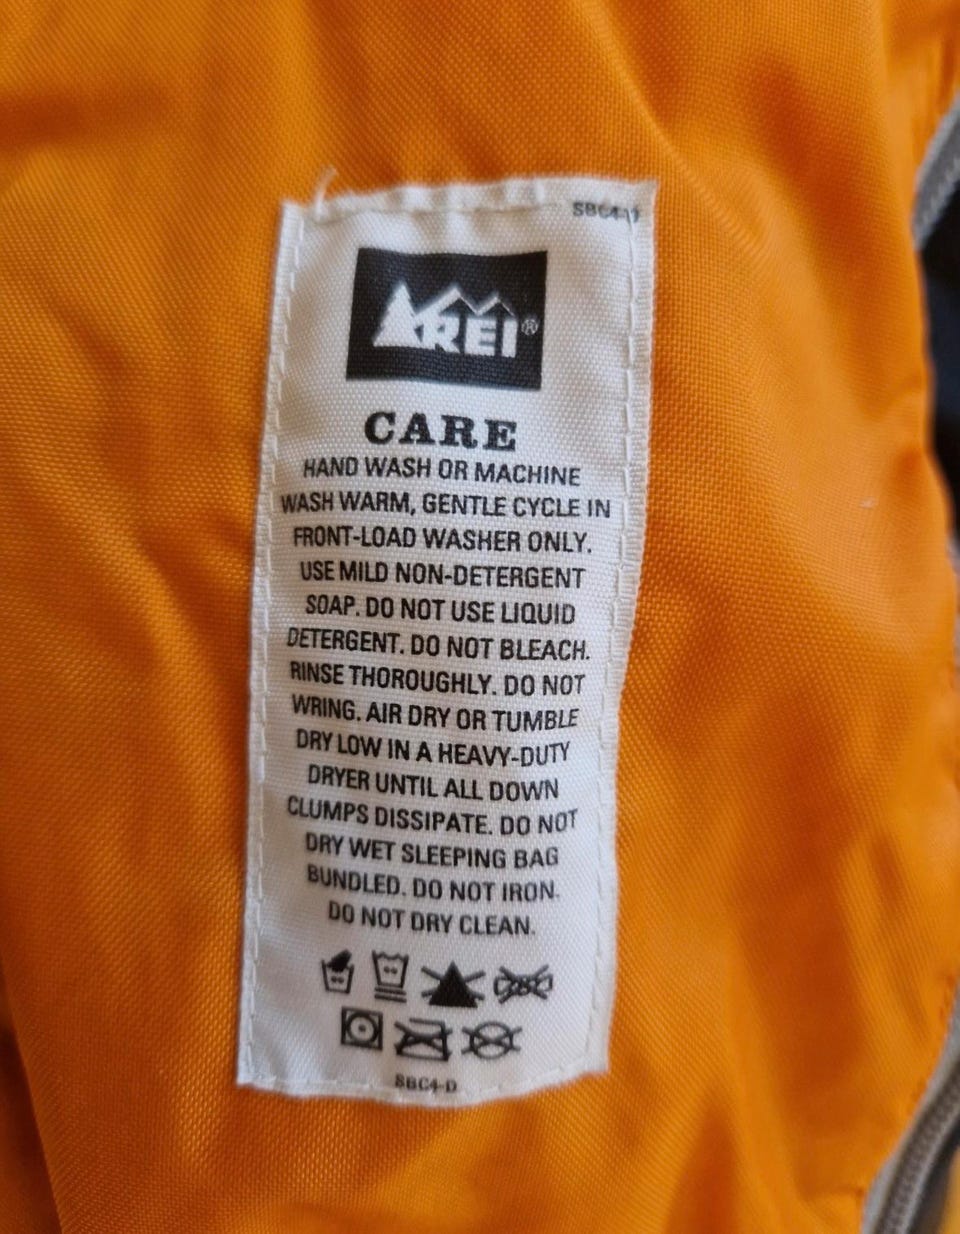 SBC4-D
REI®
CARE
HAND WASH OR MACHINE
WASH WARM, GENTLE CYCLE IN
FRONT-LOAD WASHER ONLY.
USE MILD NON-DETERGENT
SOAP. DO NOT USE LIQUID
DETERGENT. DO NOT BLEACH.
RINSE THOROUGHLY. DO NOT
WRING. AIR DRY OR TUMBLE
DRY LOW IN A HEAVY-DUTY
DRYER UNTIL ALL DOWN
CLUMPS DISSIPATE. DO NOT
DRY WET SLEEPING BAG
BUNDLED. DO NOT IRON.
DO NOT DRY CLEAN.
SBC4-D